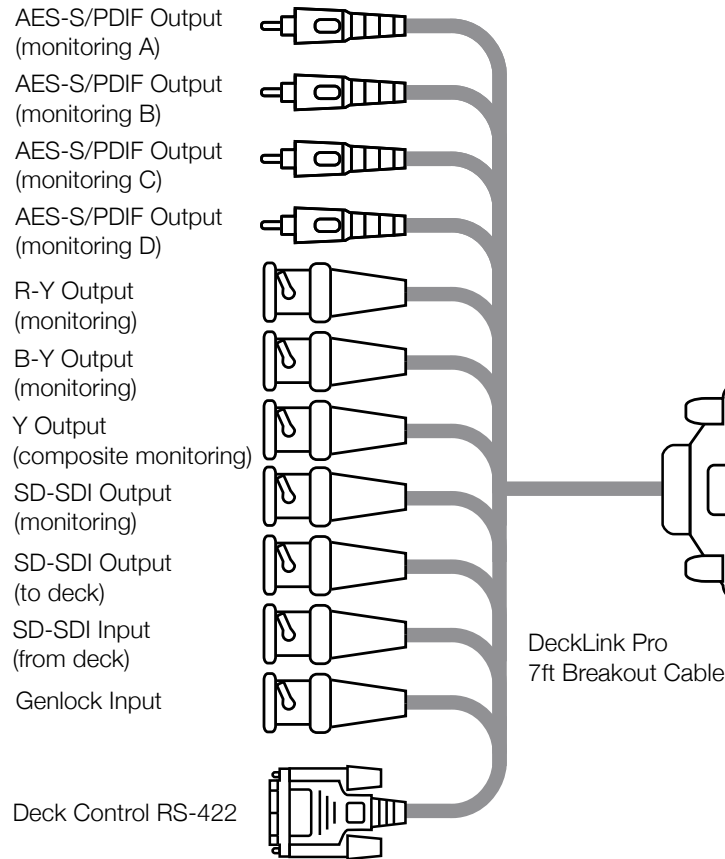 AES-S/PDIF Output
(monitoring A)
AES-S/PDIF Output
(monitoring B)
AES-S/PDIF Output
(monitoring C)
AES-S/PDIF Output
(monitoring D)
R-Y Output
(monitoring)
B-Y Output
(monitoring)
Y Output
(composite monitoring)
SD-SDI Output
(monitoring)
SD-SDI Output
(to deck)
SD-SDI Input
(from deck)
Genlock Input
Deck Control RS-422
DeckLink Pro
7ft Breakout Cable